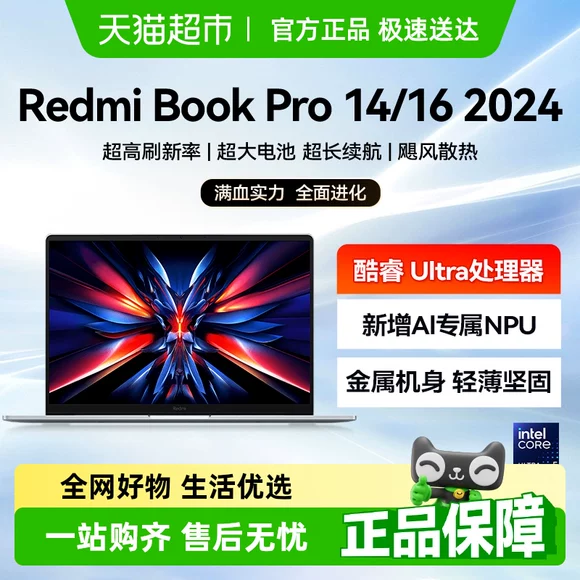 天猫超市 官方正品 极速送达
Redmi Book Pro 14/16 2024
超高刷新率 | 超大电池 超长续航 | 飓风散热
满血实力 全面进化
酷睿 Ultra处理器
新增AI专属NPU
金属机身 轻薄坚固
Redmi
intel
CORE
全网好物 生活优选
一站购齐 售后无忧
正品保障